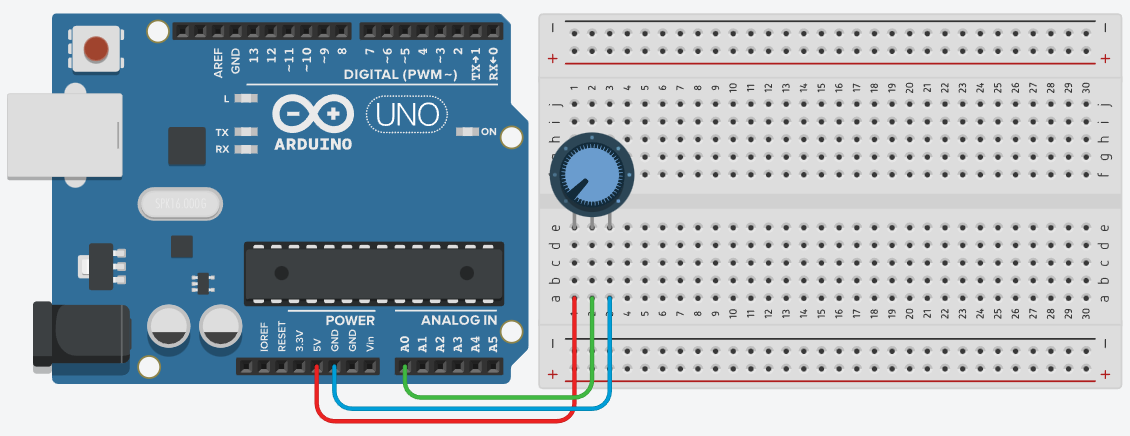 AREF GND 13 12 ~11 ~10 ~9 8 7 ~6 ~5 4 ~3 2 TX→1 RX←0
DIGITAL (PWM~)
L
TX
RX
ARDUINO
UNO
ON
SPKTX.000G
IOREF RESET 3.3V 5V GND GND Vin
POWER
ANALOG IN
A0 A1 A2 A3 A4 A5
1 2 3 4 5 6 7 8 9 10 11 12 13 14 15 16 17 18 19 20 21 22 23 24 25 26 27 28 29 30
j j
i i
h h
g
f
e e
d d
c c
b b
a a
4 5 6 7 8 9 10 11 12 13 14 15 16 17 18 19 20 21 22 23 24 25 26 27 28 29 30